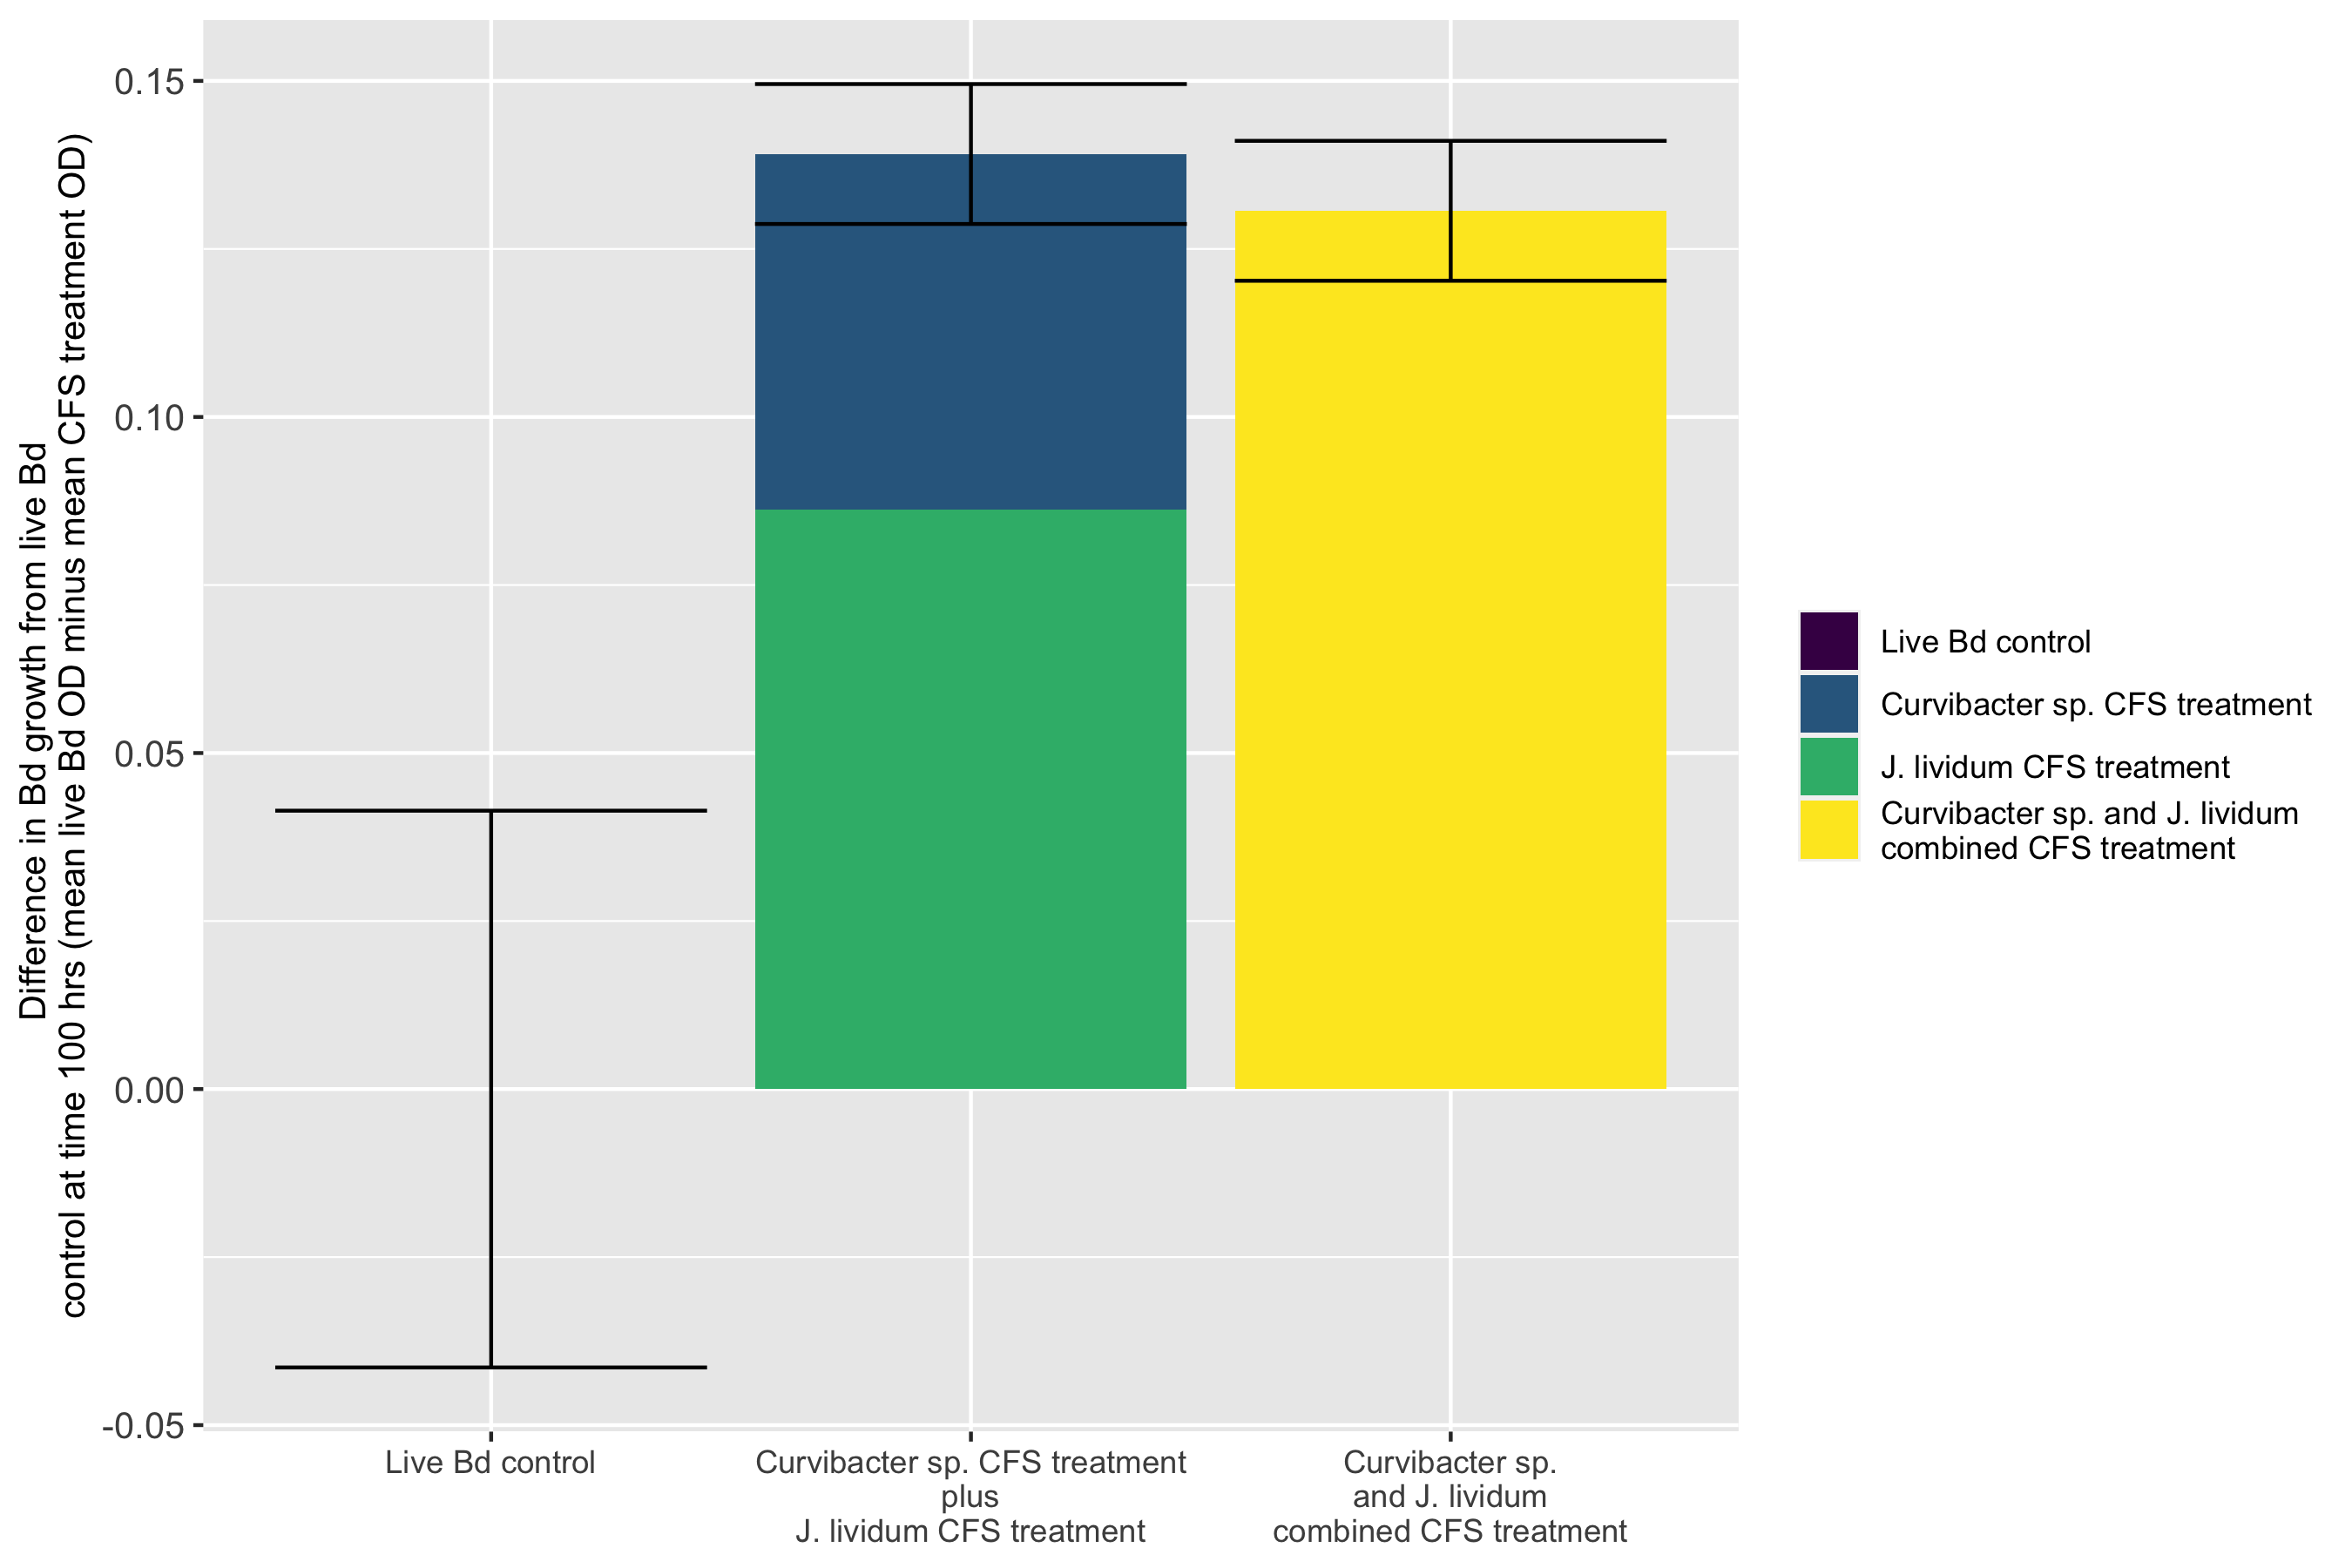 Difference in Bd growth from live Bd
control at time  100 hrs (mean live Bd OD minus mean CFS treatment OD)
0.15
0.10
0.05
0.00
-0.05
Live Bd control
Curvibacter sp. CFS treatment
plus
J. lividum CFS treatment
Curvibacter sp.
and J. lividum
combined CFS treatment
Live Bd control
Curvibacter sp. CFS treatment
J. lividum CFS treatment
Curvibacter sp. and J. lividum
combined CFS treatment